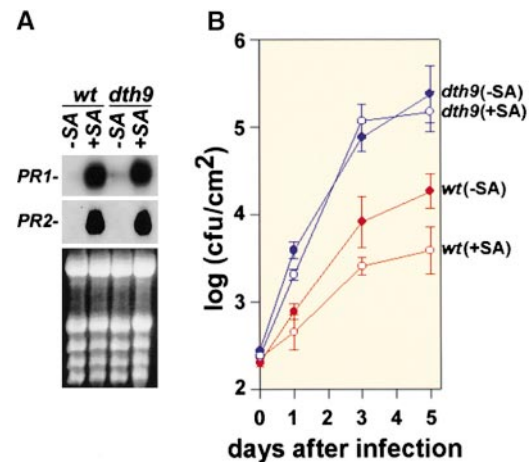 A
wt dth9
-SA +SA -SA +SA
PR1-
PR2-
B
log (cfu/cm2)
6
5
4
3
2
0 1 2 3 4 5
days after infection
dth9(-SA)
dth9(+SA)
wt(-SA)
wt(+SA)